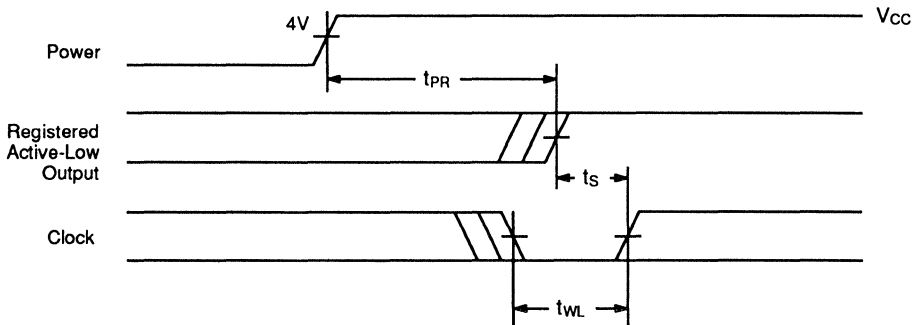 4V
VCC
Power
tPR
Registered
Active-Low
Output
tS
Clock
tWL